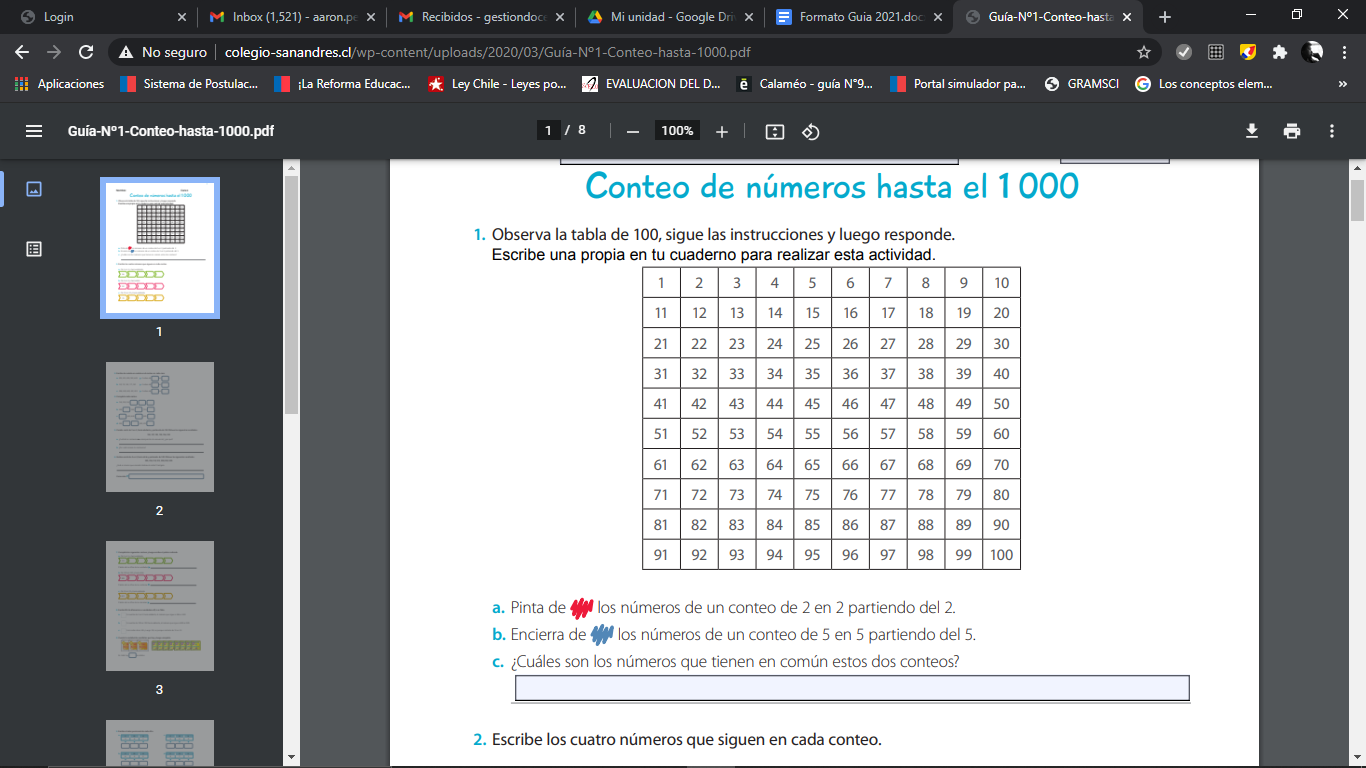 Login
Inbox (1,521) - aaron.pe
Recibidos - gestiondoce
Mi unidad - Google Dri
Formato Guia 2021.doc
Guía-Nº1-Conteo-hasta
No seguro | colegio-sanandres.cl/wp-content/uploads/2020/03/Guía-Nº1-Conteo-hasta-1000.pdf
Aplicaciones
Sistema de Postulac...
¡La Reforma Educac...
Ley Chile - Leyes po...
EVALUACION DEL D...
Calaméo - guía N°9...
Portal simulador pa...
GRAMSCI
Los conceptos elem...
»
Guía-Nº1-Conteo-hasta-1000.pdf
1 / 8
100%
1
2
3
Conteo de números hasta el 1 000
1. Observa la tabla de 100, sigue las instrucciones y luego responde.
Escribe una propia en tu cuaderno para realizar esta actividad.
1 2 3 4 5 6 7 8 9 10
11 12 13 14 15 16 17 18 19 20
21 22 23 24 25 26 27 28 29 30
31 32 33 34 35 36 37 38 39 40
41 42 43 44 45 46 47 48 49 50
51 52 53 54 55 56 57 58 59 60
61 62 63 64 65 66 67 68 69 70
71 72 73 74 75 76 77 78 79 80
81 82 83 84 85 86 87 88 89 90
91 92 93 94 95 96 97 98 99 100
a. Pinta de los números de un conteo de 2 en 2 partiendo del 2.
b. Encierra de los números de un conteo de 5 en 5 partiendo del 5.
c. ¿Cuáles son los números que tienen en común estos dos conteos?
2. Escribe los cuatro números que siguen en cada conteo.